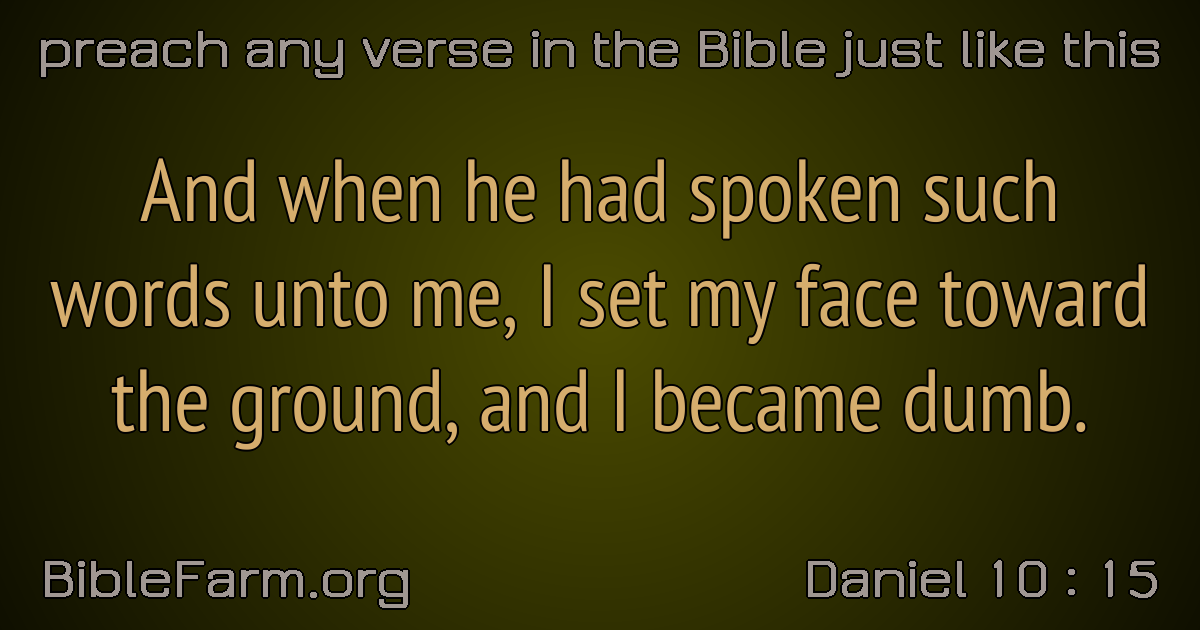 preach any verse in the Bible just like this
And when he had spoken such
words unto me, I set my face toward
the ground, and I became dumb.
BibleFarm.org
Daniel 10 : 15